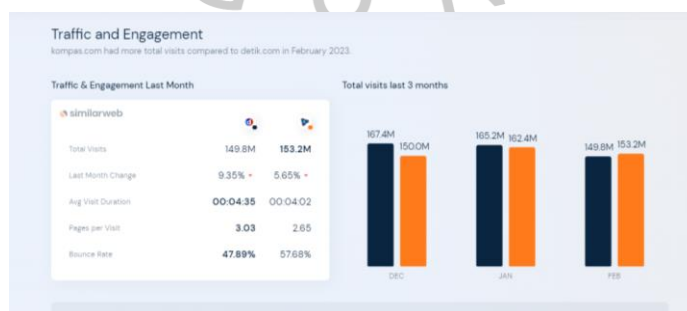 Traffic and Engagement
kompas.com had more total visits compared to detik.com in February 2023.
Traffic & Engagement Last Month
Total visits last 3 months
similarweb
Total Visits 149.8M 153.2M
Last Month Change 9.35% 5.65%
Avg Visit Duration 00:04:35 00:04:02
Pages per Visit 3.03 2.65
Bounce Rate 47.89% 57.68%
167.4M 150.0M 165.2M 162.4M 149.8M 153.2M
DEC JAN FEB